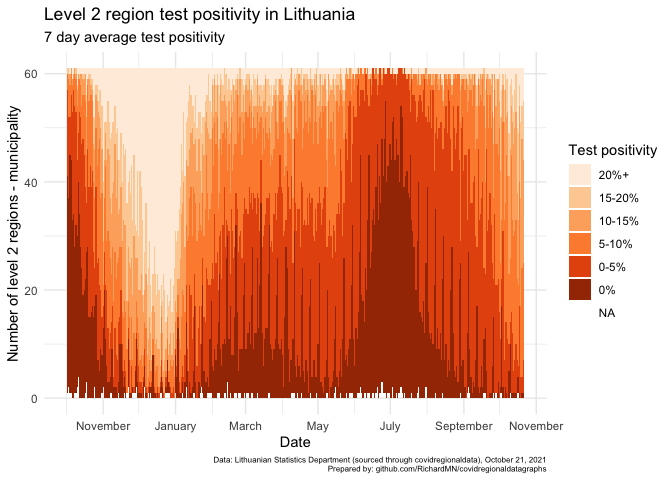 Level 2 region test positivity in Lithuania
7 day average test positivity
Number of level 2 regions - municipality
60
40
20
0
November January March May July September November
Date
Test positivity
20%+
15-20%
10-15%
5-10%
0-5%
0%
NA
Data: Lithuanian Statistics Department (sourced through covidregionaldata), October 21, 2021
Prepared by: github.com/RichardMN/covidregionaldatagraphs